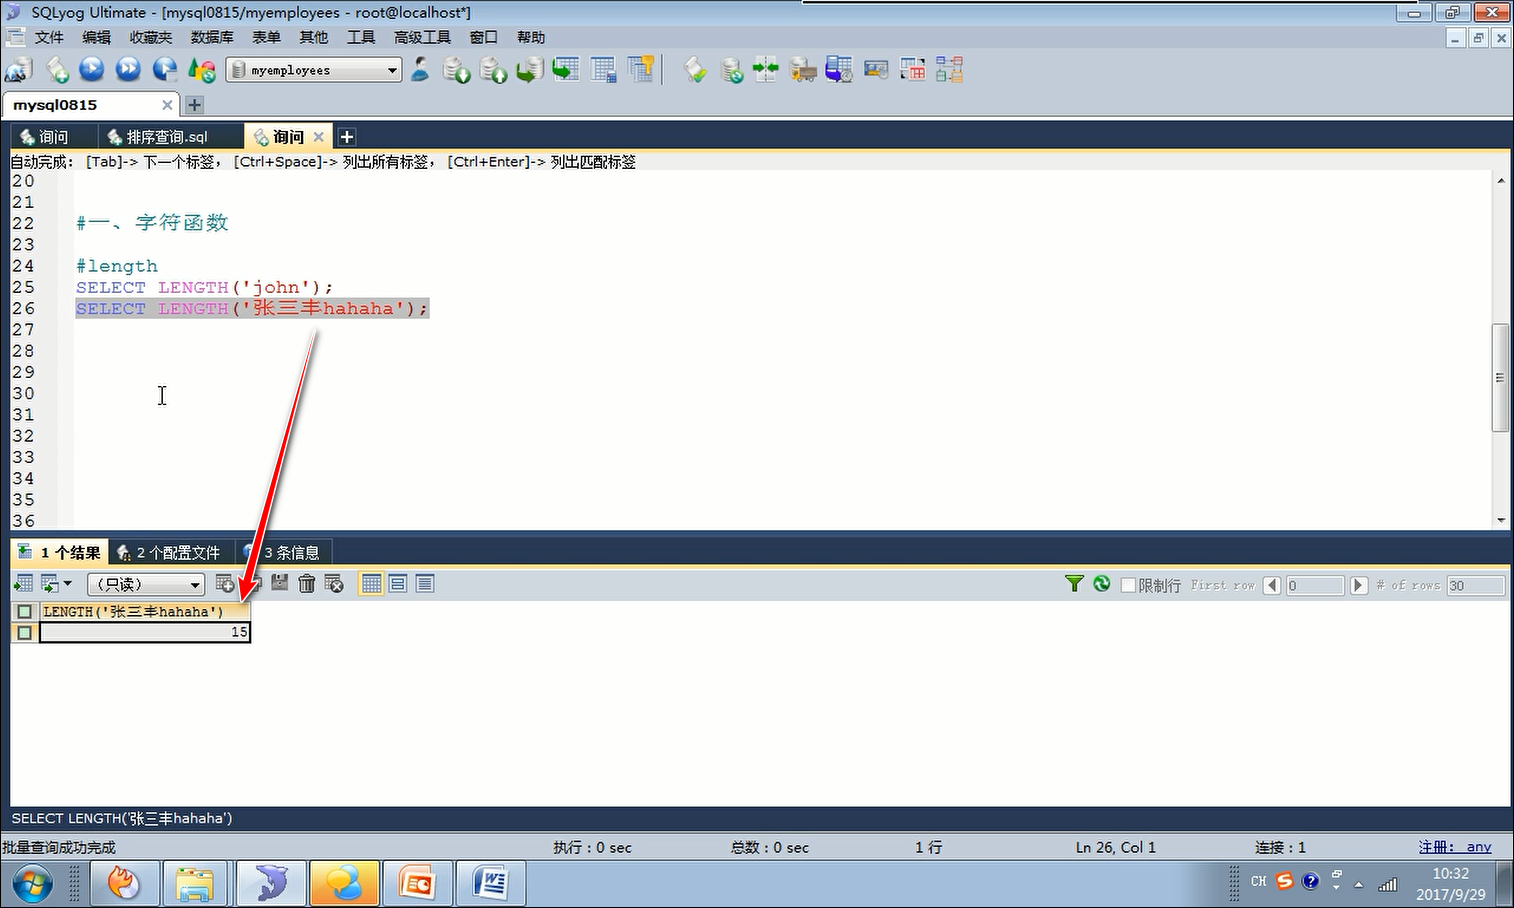 SQLyog Ultimate - [mysql0815/myemployees - root@localhost*]
文件 编辑 收藏夹 数据库 表单 其他 工具 高级工具 窗口 帮助
myemployees
mysql0815
询问 排序查询.sql 询问
自动完成: [Tab]-> 下一个标签, [Ctrl+Space]-> 列出所有标签, [Ctrl+Enter]-> 列出匹配标签
20
21
22 #一、字符函数
23
24 #length
25 SELECT LENGTH('john');
26 SELECT LENGTH('张三丰hahaha');
27
28
29
30
31
32
33
34
35
36
1 个结果 2 个配置文件 3 条信息
(只读) 限制行 First row 0 # of rows 30
LENGTH('张三丰hahaha')
15
SELECT LENGTH('张三丰hahaha')
批量查询成功完成 执行 : 0 sec 总数 : 0 sec 1 行 Ln 26, Col 1 连接 : 1 注册: any
CH 10:32
2017/9/29